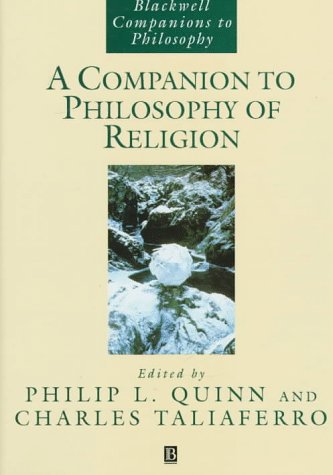 Blackwell
Companions to
Philosophy
A COMPANION TO
PHILOSOPHY OF
RELIGION
Edited by
PHILIP L. QUINN AND
CHARLES TALIAFERRO
B